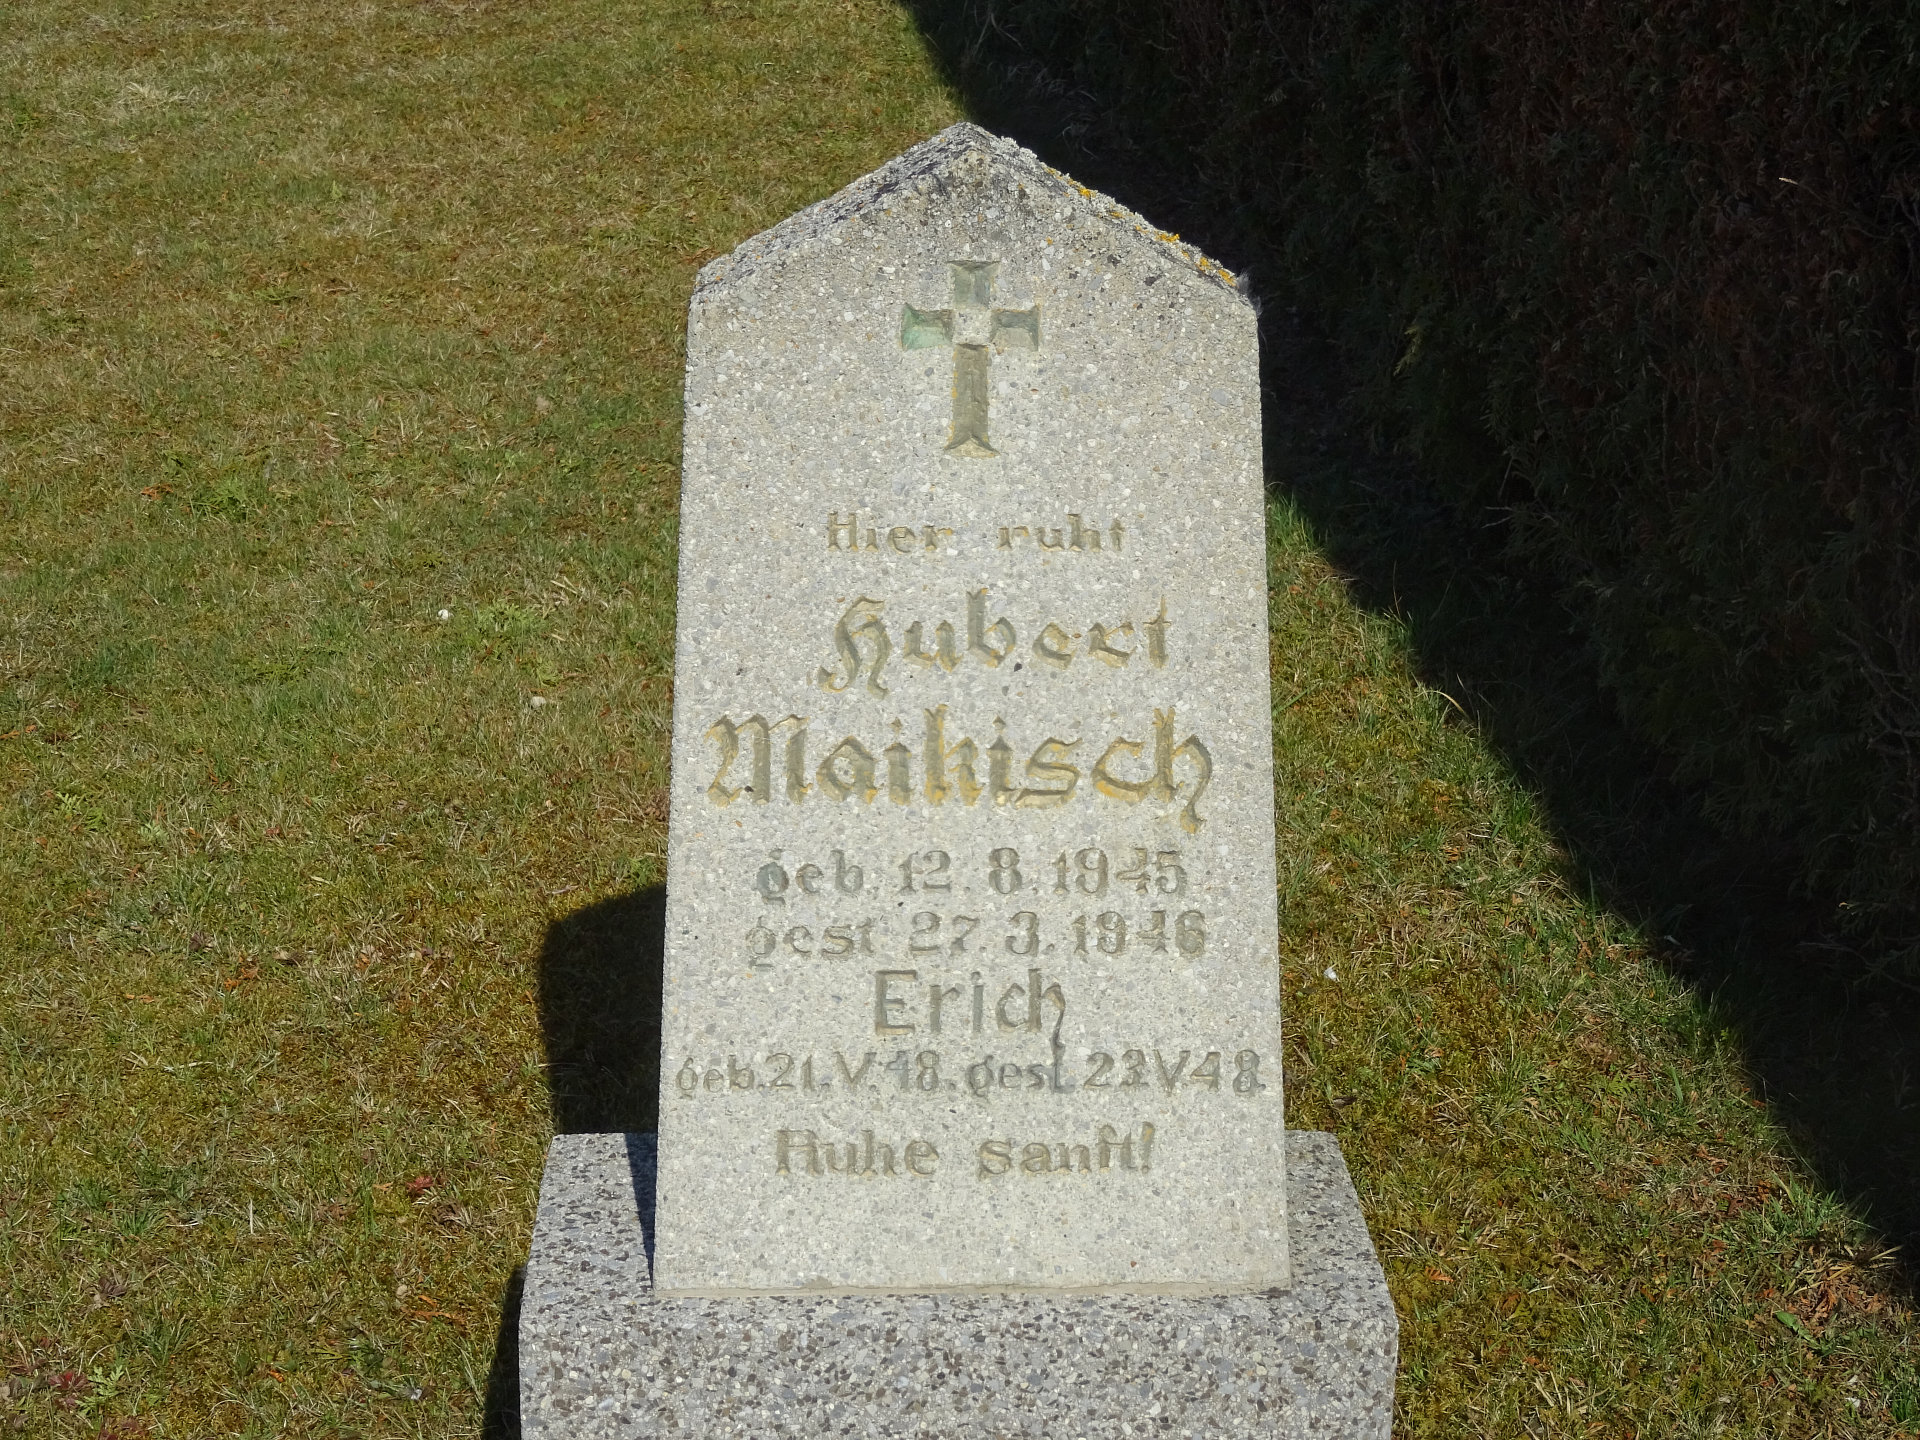 Hier ruht
Hubert
Maikisch
geb. 12. 8. 1945
gest 27. 3. 1946
Erich
geb. 21. V. 48. gest. 23. V 48.
Ruhe sanft!